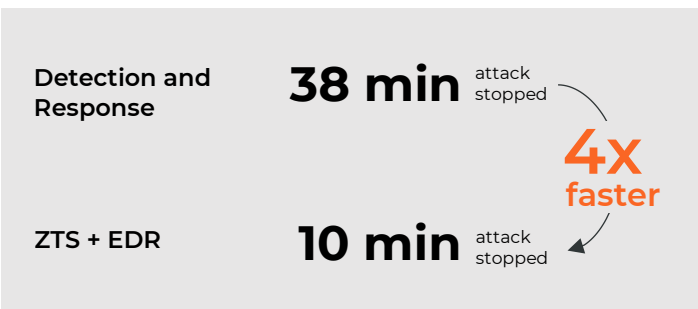 Detection and
Response
38 min
attack
stopped
4x
faster
ZTS + EDR
10 min
attack
stopped